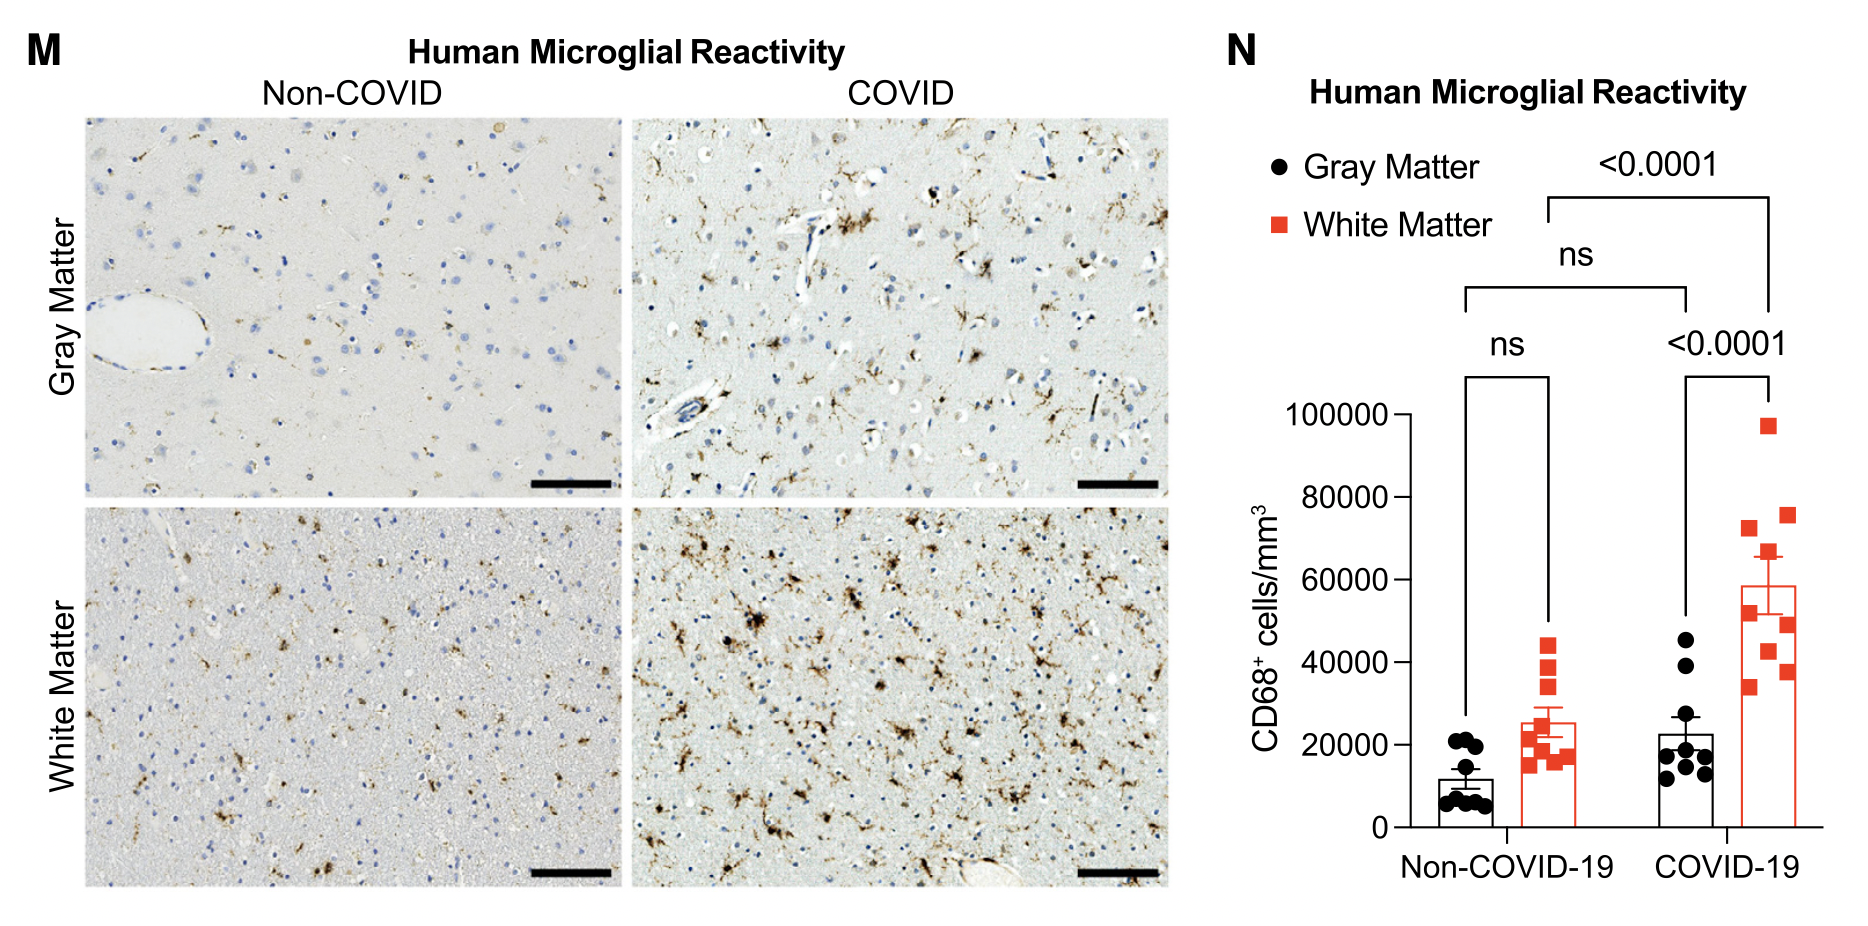 M
Human Microglial Reactivity
Non-COVID
COVID
Gray Matter
White Matter
N
Human Microglial Reactivity
Gray Matter
White Matter
<0.0001
ns
ns
<0.0001
CD68⁺ cells/mm³
100000
80000
60000
40000
20000
0
Non-COVID-19
COVID-19